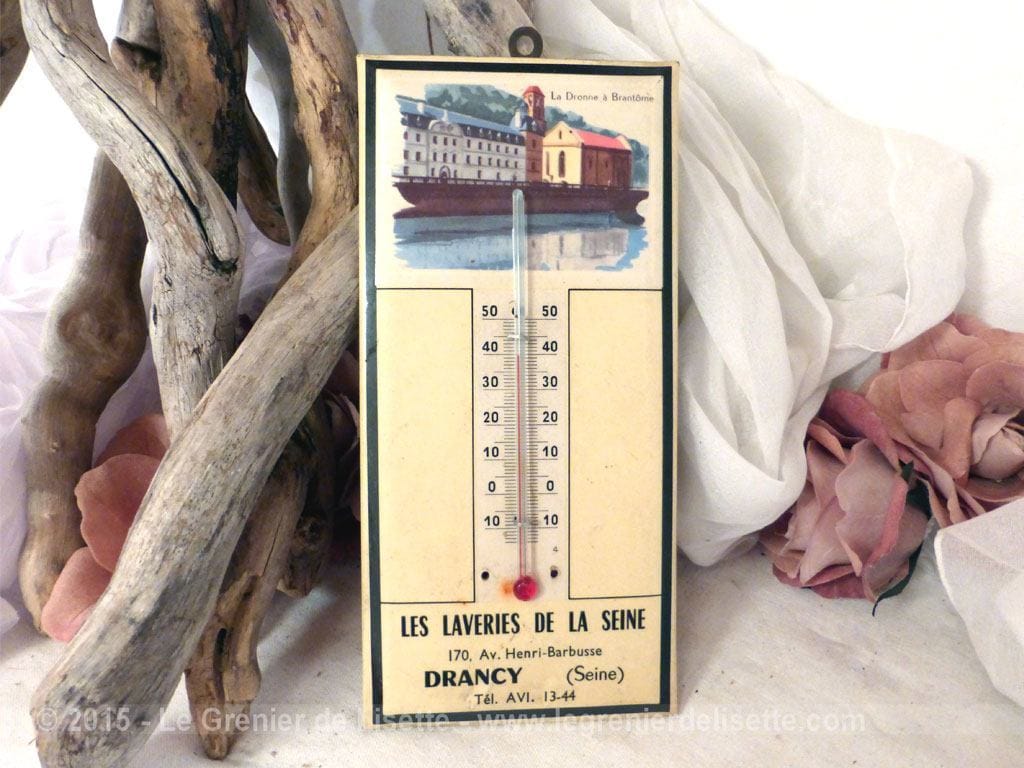 La Dronne à Brantôme
50 50
40 40
30 30
20 20
10 10
0 0
10 10
4
LES LAVERIES DE LA SEINE
170, Av. Henri-Barbusse
DRANCY (Seine)
Tél. AVI. 13-44
© 2015 - Le Grenier de Lisette - www.legrenierdelisette.com